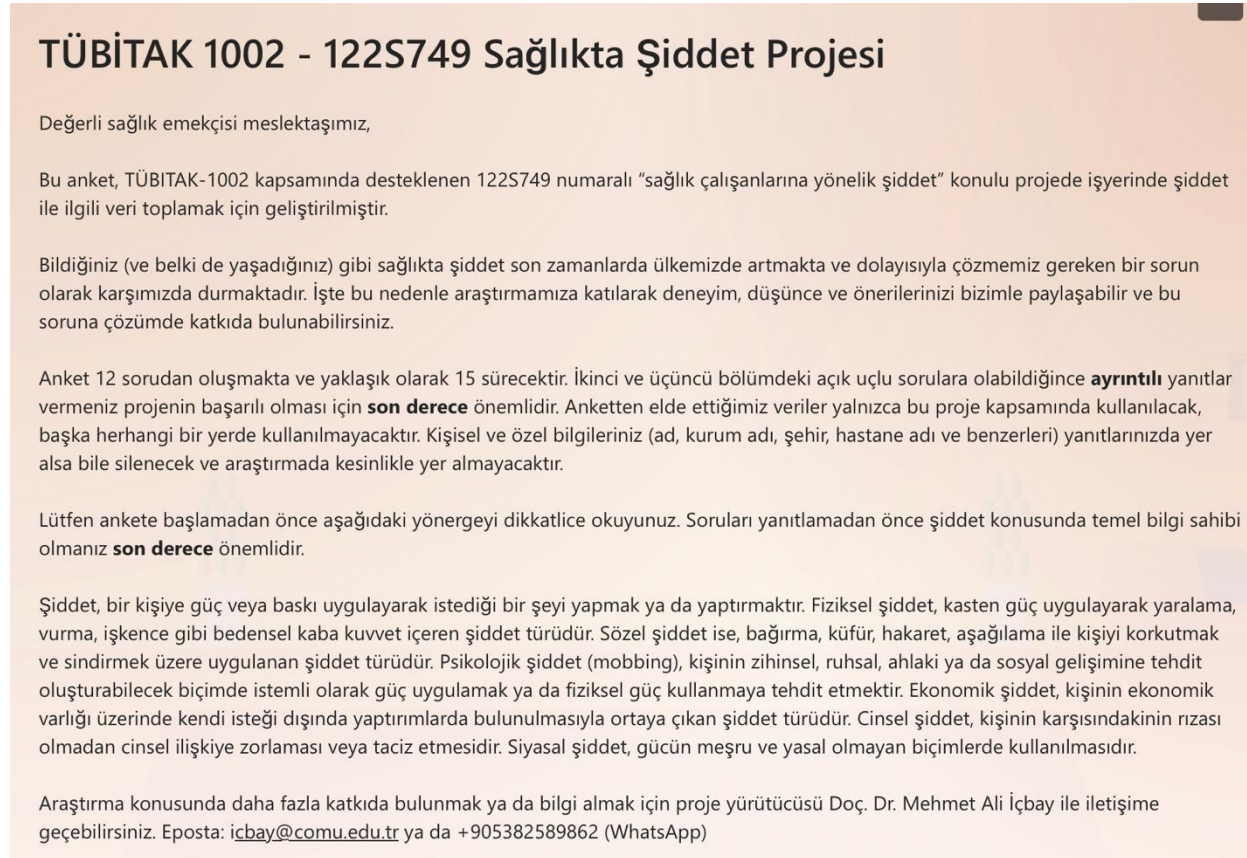 TÜBİTAK 1002 - 122S749 Sağlıkta Şiddet Projesi
Değerli sağlık emekçisi meslektaşımız,
Bu anket, TÜBITAK-1002 kapsamında desteklenen 122S749 numaralı “sağlık çalışanlarına yönelik şiddet” konulu projede işyerinde şiddet
ile ilgili veri toplamak için geliştirilmiştir.
Bildiğiniz (ve belki de yaşadığınız) gibi sağlıkta şiddet son zamanlarda ülkemizde artmakta ve dolayısıyla çözmemiz gereken bir sorun
olarak karşımızda durmaktadır. İşte bu nedenle araştırmamıza katılarak deneyim, düşünce ve önerilerinizi bizimle paylaşabilir ve bu
soruna çözümde katkıda bulunabilirsiniz.
Anket 12 sorudan oluşmakta ve yaklaşık olarak 15 sürecektir. İkinci ve üçüncü bölümdeki açık uçlu sorulara olabildiğince ayrıntılı yanıtlar
vermeniz projenin başarılı olması için son derece önemlidir. Anketten elde ettiğimiz veriler yalnızca bu proje kapsamında kullanılacak,
başka herhangi bir yerde kullanılmayacaktır. Kişisel ve özel bilgileriniz (ad, kurum adı, şehir, hastane adı ve benzerleri) yanıtlarınızda yer
alsa bile silenecek ve araştırmada kesinlikle yer almayacaktır.
Lütfen ankete başlamadan önce aşağıdaki yönergeyi dikkatlice okuyunuz. Soruları yanıtlamadan önce şiddet konusunda temel bilgi sahibi
olmanız son derece önemlidir.
Şiddet, bir kişiye güç veya baskı uygulayarak istediği bir şeyi yapmak ya da yaptırmaktır. Fiziksel şiddet, kasten güç uygulayarak yaralama,
vurma, işkence gibi bedensel kaba kuvvet içeren şiddet türüdür. Sözel şiddet ise, bağırma, küfür, hakaret, aşağılama ile kişiyi korkutmak
ve sindirmek üzere uygulanan şiddet türüdür. Psikolojik şiddet (mobbing), kişinin zihinsel, ruhsal, ahlaki ya da sosyal gelişimine tehdit
oluşturabilecek biçimde istemli olarak güç uygulamak ya da fiziksel güç kullanmaya tehdit etmektir. Ekonomik şiddet, kişinin ekonomik
varlığı üzerinde kendi isteği dışında yaptırımlarda bulunulmasıyla ortaya çıkan şiddet türüdür. Cinsel şiddet, kişinin karşısındakinin rızası
olmadan cinsel ilişkiye zorlaması veya taciz etmesidir. Siyasal şiddet, gücün meşru ve yasal olmayan biçimlerde kullanılmasıdır.
Araştırma konusunda daha fazla katkıda bulunmak ya da bilgi almak için proje yürütücüsü Doç. Dr. Mehmet Ali İçbay ile iletişime
geçebilirsiniz. Eposta: icbay@comu.edu.tr ya da +905382589862 (WhatsApp)